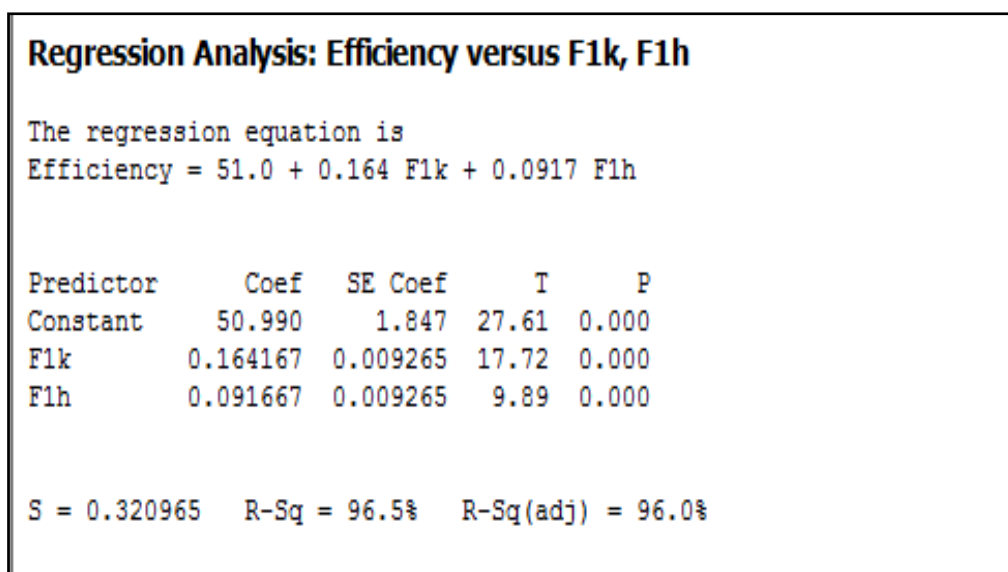 Regression Analysis: Efficiency versus F1k, F1h
The regression equation is
Efficiency = 51.0 + 0.164 F1k + 0.0917 F1h
Predictor Coef SE Coef T P
Constant 50.990 1.847 27.61 0.000
F1k 0.164167 0.009265 17.72 0.000
F1h 0.091667 0.009265 9.89 0.000
S = 0.320965 R-Sq = 96.5% R-Sq(adj) = 96.0%